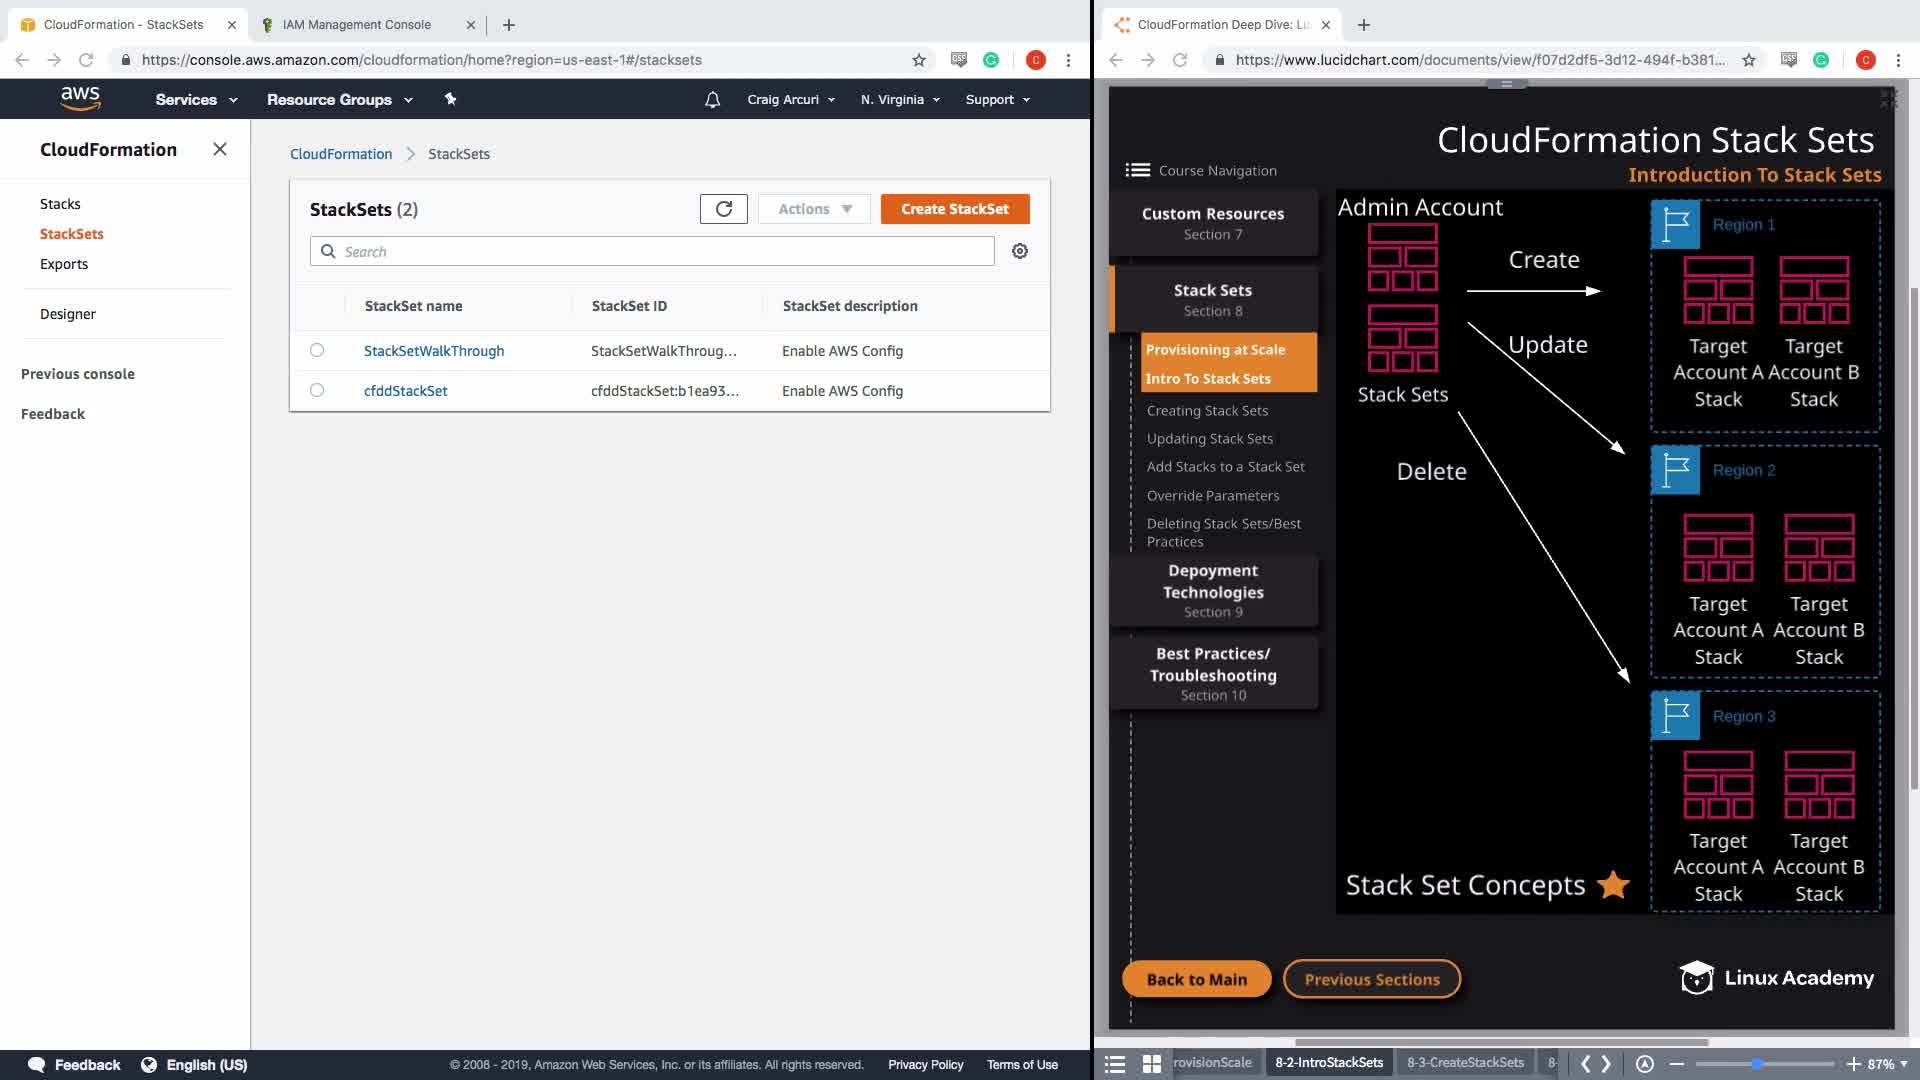 CloudFormation - StackSets
IAM Management Console
https://console.aws.amazon.com/cloudformation/home?region=us-east-1#/stacksets
C
aws
Services
Resource Groups
Craig Arcuri
N. Virginia
Support
CloudFormation
Stacks
StackSets
Exports
Designer
Previous console
Feedback
CloudFormation
StackSets
StackSets (2)
Actions
Create StackSet
Search
StackSet name
StackSet ID
StackSet description
StackSetWalkThrough
StackSetWalkThroug...
Enable AWS Config
cfddStackSet
cfddStackSet:b1ea93...
Enable AWS Config
Feedback
English (US)
© 2008 - 2019, Amazon Web Services, Inc. or its affiliates. All rights reserved.
Privacy Policy
Terms of Use
CloudFormation Deep Dive: Lu
https://www.lucidchart.com/documents/view/f07d2df5-3d12-494f-b381...
C
CloudFormation Stack Sets
Introduction To Stack Sets
Course Navigation
Custom Resources
Section 7
Stack Sets
Section 8
Provisioning at Scale
Intro To Stack Sets
Creating Stack Sets
Updating Stack Sets
Add Stacks to a Stack Set
Override Parameters
Deleting Stack Sets/Best
Practices
Depoyment
Technologies
Section 9
Best Practices/
Troubleshooting
Section 10
Admin Account
Stack Sets
Create
Update
Delete
Region 1
Target
Account A
Stack
Target
Account B
Stack
Region 2
Target
Account A
Stack
Target
Account B
Stack
Region 3
Target
Account A
Stack
Target
Account B
Stack
Stack Set Concepts
Back to Main
Previous Sections
Linux Academy
rovisionScale
8-2-IntroStackSets
8-3-CreateStackSets
8-
87%